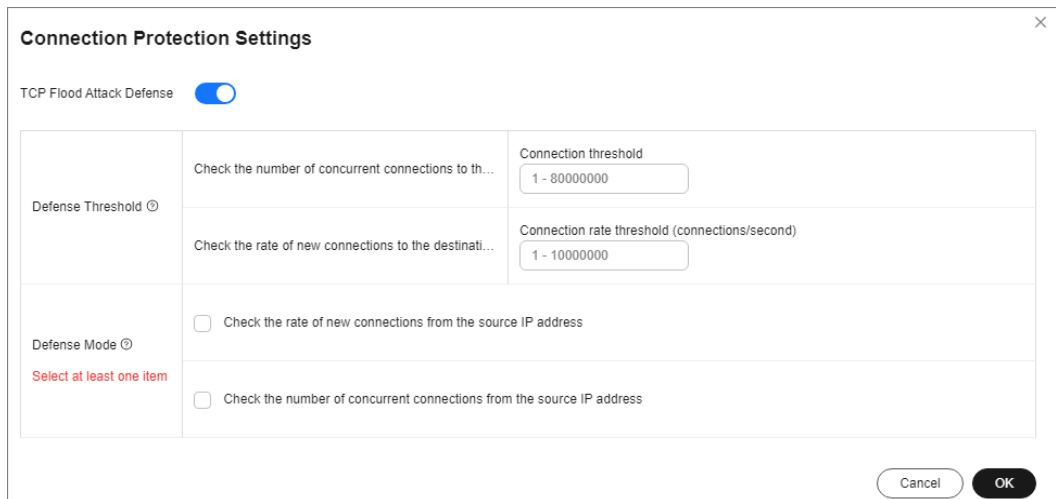 Connection Protection Settings
TCP Flood Attack Defense
Defense Threshold
Check the number of concurrent connections to th...
Connection threshold
1 - 80000000
Check the rate of new connections to the destinati...
Connection rate threshold (connections/second)
1 - 10000000
Defense Mode
Select at least one item
Check the rate of new connections from the source IP address
Check the number of concurrent connections from the source IP address
Cancel
OK